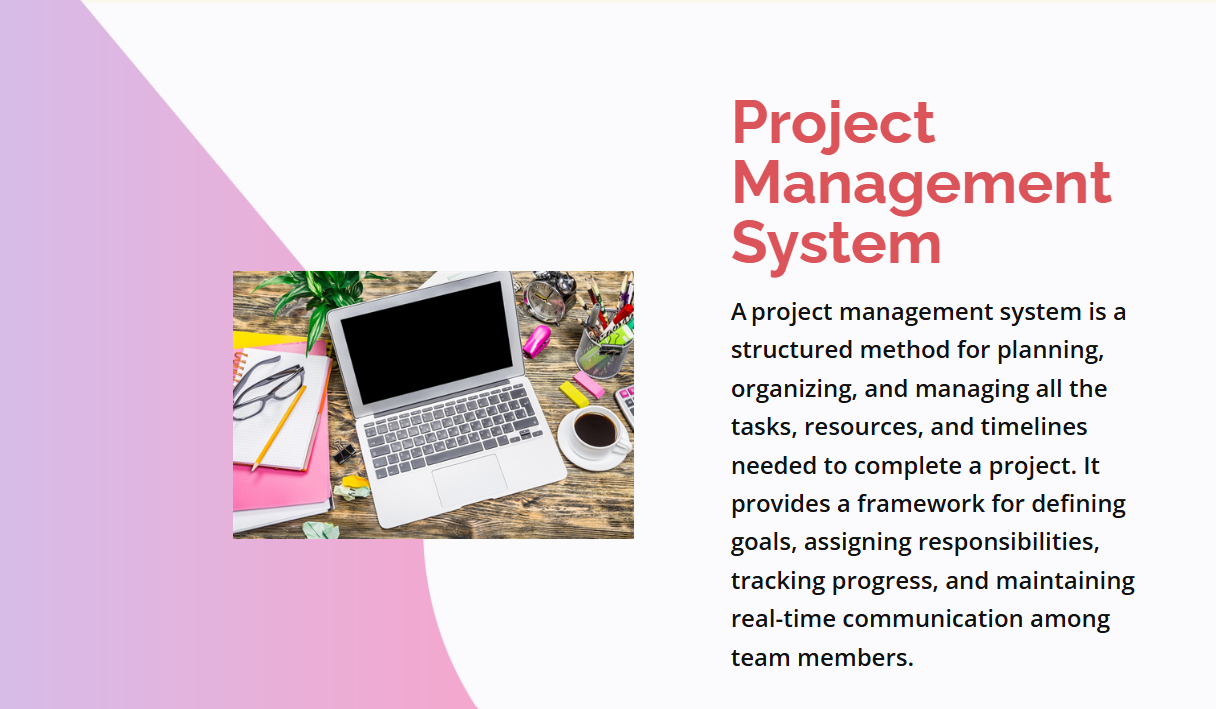 Project
Management
System
A project management system is a
structured method for planning,
organizing, and managing all the
tasks, resources, and timelines
needed to complete a project. It
provides a framework for defining
goals, assigning responsibilities,
tracking progress, and maintaining
real-time communication among
team members.